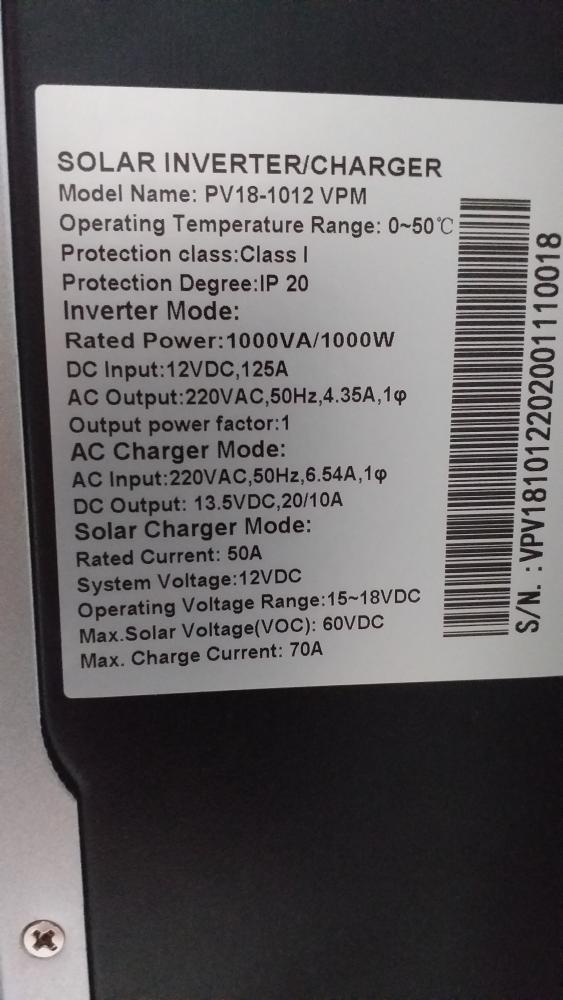 SOLAR INVERTER/CHARGER
Model Name: PV18-1012 VPM
Operating Temperature Range: 0~50℃
Protection class:Class I
Protection Degree:IP 20
Inverter Mode:
Rated Power:1000VA/1000W
DC Input:12VDC,125A
AC Output:220VAC,50Hz,4.35A,1φ
Output power factor:1
AC Charger Mode:
AC Input:220VAC,50Hz,6.54A,1φ
DC Output: 13.5VDC,20/10A
Solar Charger Mode:
Rated Current: 50A
System Voltage:12VDC
Operating Voltage Range:15~18VDC
Max.Solar Voltage(VOC): 60VDC
Max. Charge Current: 70A
S/N. : VPV18101220202001110018